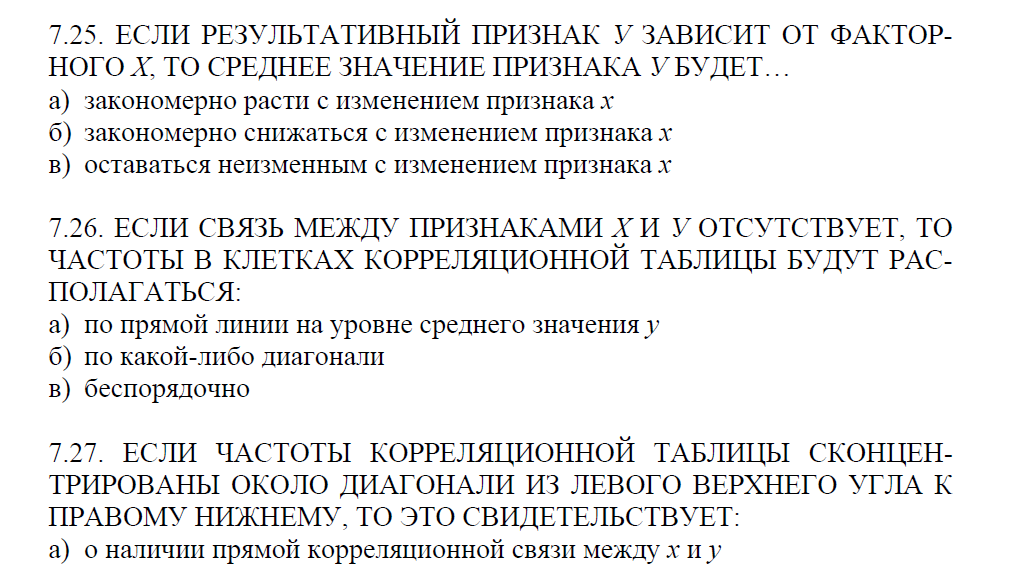 7.25. ЕСЛИ РЕЗУЛЬТАТИВНЫЙ ПРИЗНАК У ЗАВИСИТ ОТ ФАКТОР-
НОГО Х, ТО СРЕДНЕЕ ЗНАЧЕНИЕ ПРИЗНАКА У БУДЕТ…
а) закономерно расти с изменением признака х
б) закономерно снижаться с изменением признака х
в) оставаться неизменным с изменением признака х
7.26. ЕСЛИ СВЯЗЬ МЕЖДУ ПРИЗНАКАМИ Х И У ОТСУТСТВУЕТ, ТО
ЧАСТОТЫ В КЛЕТКАХ КОРРЕЛЯЦИОННОЙ ТАБЛИЦЫ БУДУТ РАС-
ПОЛАГАТЬСЯ:
а) по прямой линии на уровне среднего значения у
б) по какой-либо диагонали
в) беспорядочно
7.27. ЕСЛИ ЧАСТОТЫ КОРРЕЛЯЦИОННОЙ ТАБЛИЦЫ СКОНЦЕН-
ТРИРОВАНЫ ОКОЛО ДИАГОНАЛИ ИЗ ЛЕВОГО ВЕРХНЕГО УГЛА К
ПРАВОМУ НИЖНЕМУ, ТО ЭТО СВИДЕТЕЛЬСТВУЕТ:
а) о наличии прямой корреляционной связи между х и у